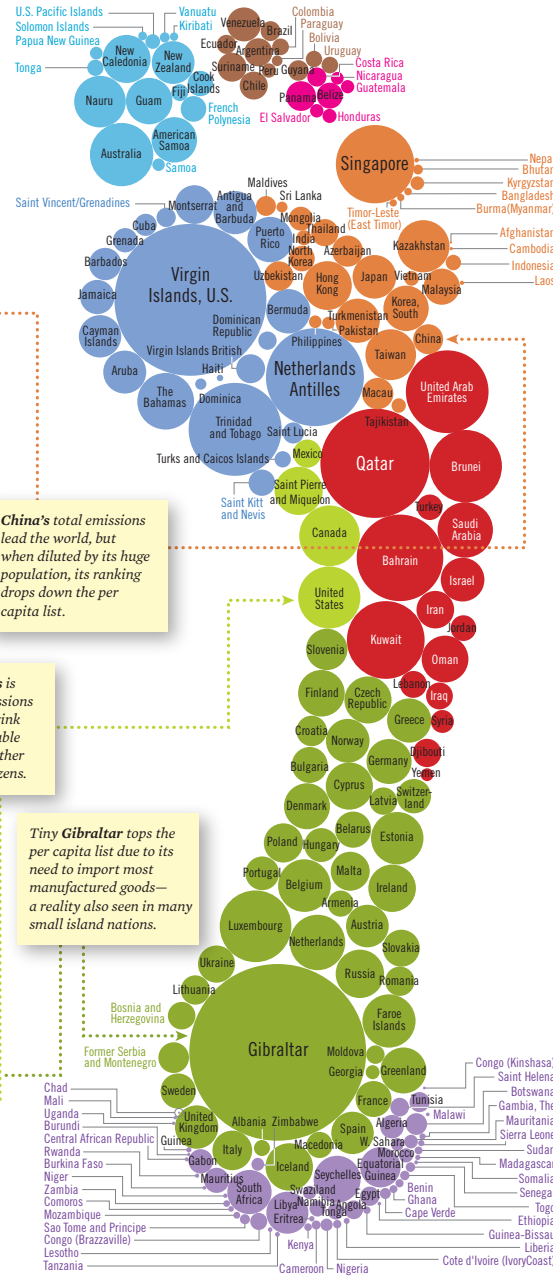 U.S. Pacific Islands
Solomon Islands
Papua New Guinea
Tonga
Vanuatu
Kiribati
New
Caledonia
New
Zealand
Cook
Islands
Fiji
French
Polynesia
Nauru
Guam
American
Samoa
Australia
Samoa
Venezuela
Ecuador
Suriname
Chile
Argentina
Brazil
Peru
Guyana
Colombia
Paraguay
Bolivia
Uruguay
Costa Rica
Nicaragua
Guatemala
Panama
Belize
El Salvador
Honduras
Singapore
Nepa
Bhutan
Kyrgyzstan
Bangladesh
Burma(Myanmar)
Timor-Leste
(East Timor)
Saint Vincent/Grenadines
Montserrat
Antigua
and
Barbuda
Maldives
Sri Lanka
Mongolia
Thailand
India
North
Korea
Azerbaijan
Kazakhstan
Afghanistan
Cambodia
Indonesia
Laos
Cuba
Grenada
Barbados
Jamaica
Cayman
Islands
Aruba
The
Bahamas
Virgin
Islands, U.S.
Puerto
Rico
Uzbekistan
Hong
Kong
Japan
Vietnam
Malaysia
Korea,
South
Bermuda
Dominican
Republic
Virgin Islands British
Haiti
Dominica
Philippines
Turkmenistan
Pakistan
Taiwan
China
Netherlands
Antilles
Macau
Tajikistan
United Arab
Emirates
Trinidad
and Tobago
Saint Lucia
Turks and Caicos Islands
Saint Kitt
and Nevis
Mexico
Saint Pierre
and Miquelon
Canada
United
States
Qatar
Brunei
Turkey
Saudi
Arabia
Bahrain
Israel
Iran
Jordan
Kuwait
Oman
Lebanon
Iraq
Syria
Djibouti
Yemen
China's total emissions
lead the world, but
when diluted by its huge
population, its ranking
drops down the per
capita list.
s is
ssions
rink
able
ther
zens.
Slovenia
Finland
Czech
Republic
Greece
Croatia
Norway
Bulgaria
Germany
Cyprus
Latvia
Switzer-
land
Denmark
Tiny Gibraltar tops the
per capita list due to its
need to import most
manufactured goods—
a reality also seen in many
small island nations.
Poland
Hungary
Belarus
Estonia
Portugal
Belgium
Malta
Ireland
Armenia
Luxembourg
Netherlands
Austria
Slovakia
Ukraine
Russia
Romania
Lithuania
Bosnia and
Herzegovina
Faroe
Islands
Gibraltar
Former Serbia
and Montenegro
Moldova
Georgia
Greenland
Sweden
France
United
Kingdom
Albania
Zimbabwe
Spain
Italy
Macedonia
Iceland
Chad
Mali
Uganda
Burundi
Central African Republic
Rwanda
Burkina Faso
Niger
Zambia
Comoros
Mozambique
Sao Tome and Principe
Congo (Brazzaville)
Lesotho
Tanzania
Guinea
Gabon
Mauritius
South
Africa
Libya
Eritrea
Swaziland
Namibia
Tonga
Angola
Seychelles
Egypt
Equatorial
Guinea
Morocco
W. Sahara
Algeria
Tunisia
Malawi
Kenya
Cameroon
Nigeria
Benin
Ghana
Cape Verde
Congo (Kinshasa)
Saint Helena
Botswana
Gambia, The
Mauritania
Sierra Leone
Sudan
Madagascar
Somalia
Senega
Togo
Ethiopia
Guinea-Bissau
Liberia
Cote d'Ivoire (IvoryCoast)